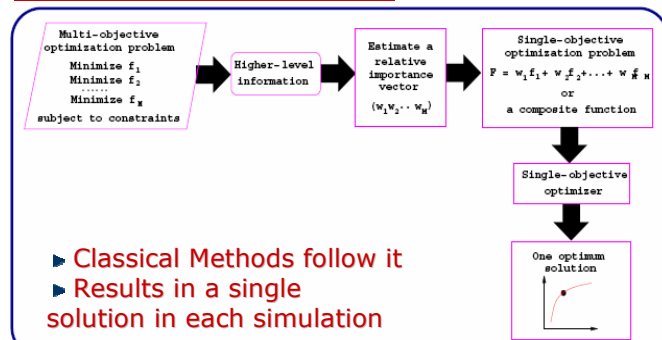 Multi-objective
optimization problem
Minimize f1
Minimize f2
......
Minimize fM
subject to constraints
Higher-level
information
Estimate a
relative
importance
vector
(w1w2.. wM)
Single-objective
optimization problem
F = w1f1+ w2f2+...+ wMfM
or
a composite function
Single-objective
optimizer
One optimum
solution
Classical Methods follow it
Results in a single
solution in each simulation